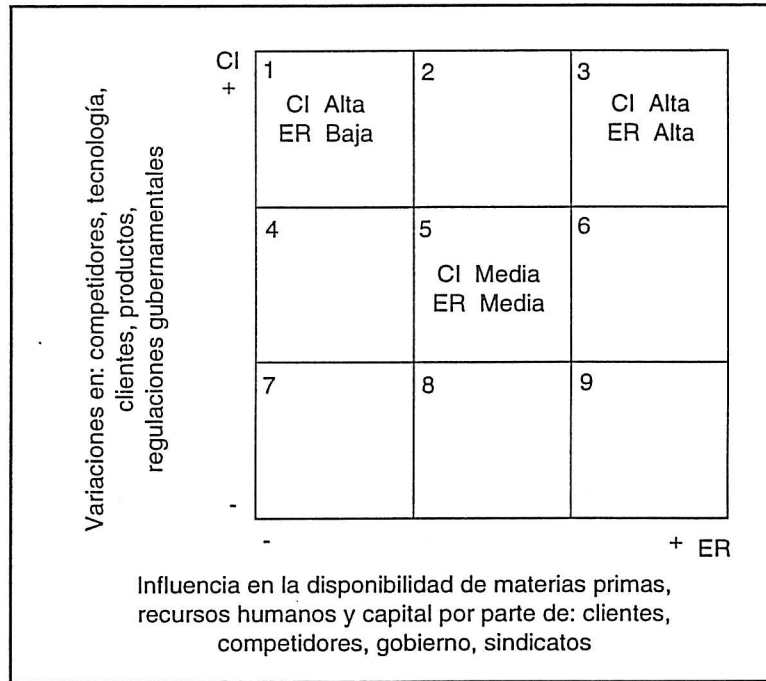 Variaciones en: competidores, tecnología,
clientes, productos,
regulaciones gubernamentales
CI
+
1
CI Alta
ER Baja
2
3
CI Alta
ER Alta
4
5
CI Media
ER Media
6
7
8
9
-
-
+ ER
Influencia en la disponibilidad de materias primas,
recursos humanos y capital por parte de: clientes,
competidores, gobierno, sindicatos